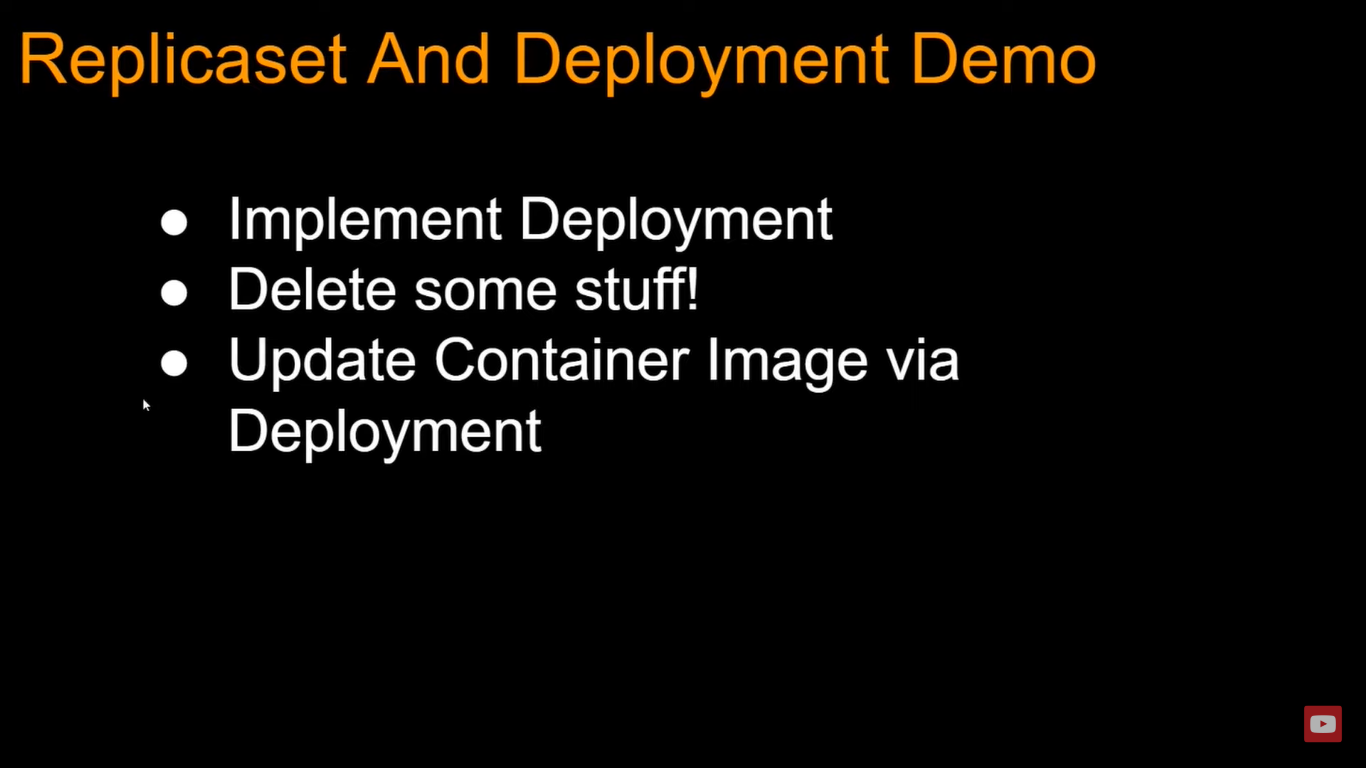 Replicaset And Deployment Demo
● Implement Deployment
● Delete some stuff!
● Update Container Image via
Deployment